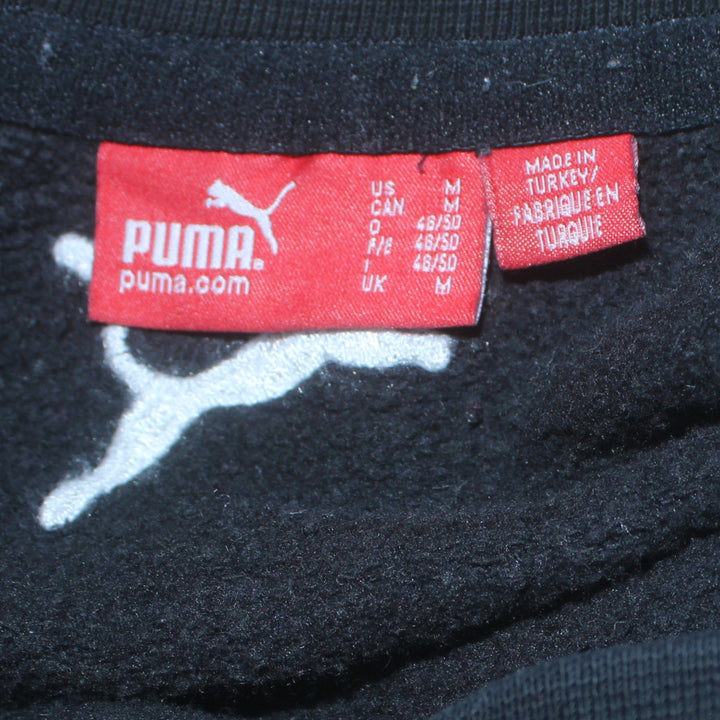 PUMA®
puma.com
US M
CAN M
D 48/50
F/E 48/50
I 48/50
UK M
MADE IN
TURKEY/
FABRIQUE EN
TURQUIE